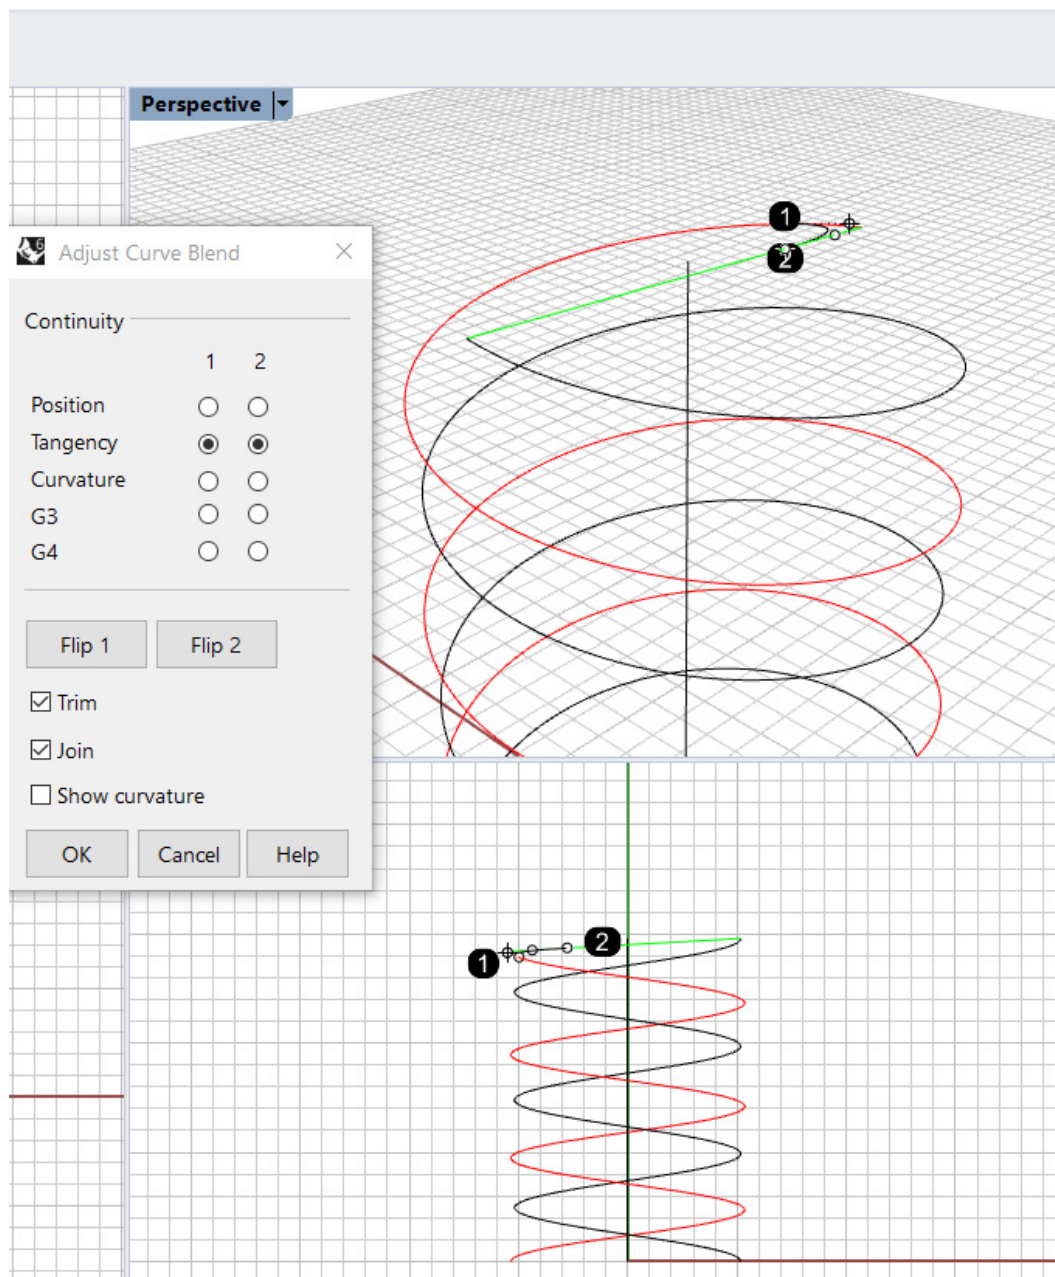 Perspective
1
2
6
Adjust Curve Blend
Continuity
1 2
Position
Tangency
Curvature
G3
G4
Flip 1 Flip 2
Trim
Join
Show curvature
OK Cancel Help
1 2